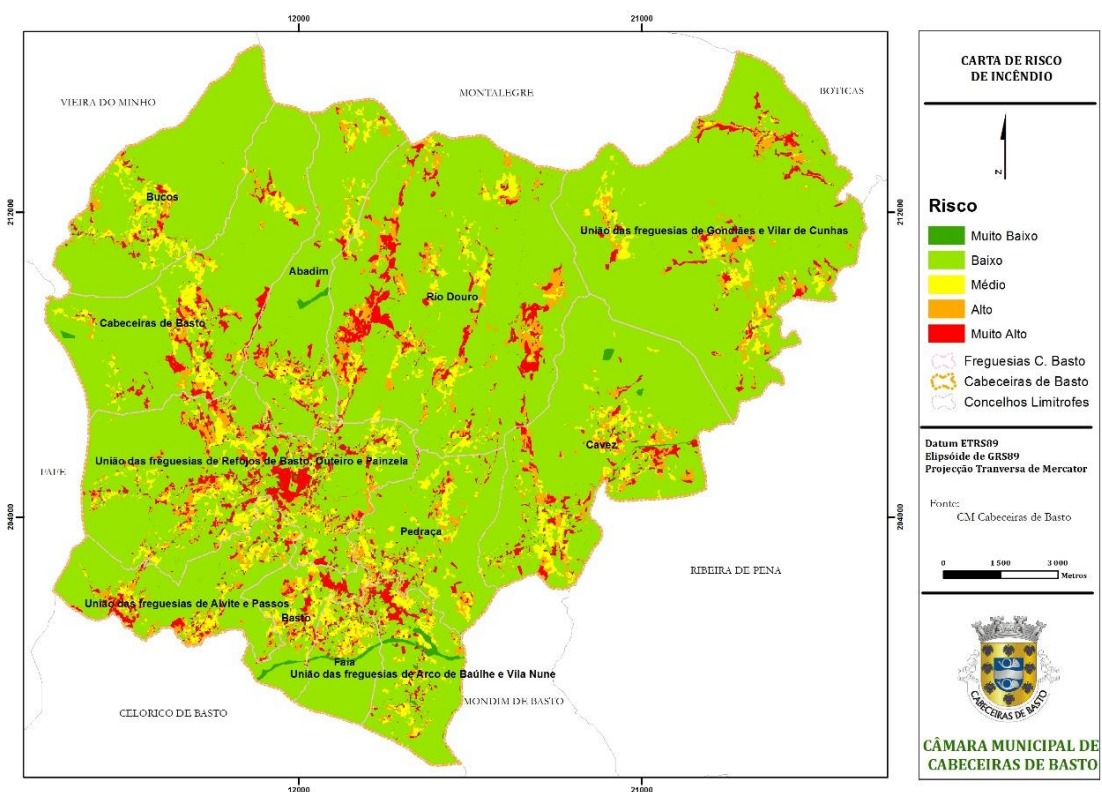 12000
21000
CARTA DE RISCO
DE INCÊNDIO
VIEIRA DO MINHO
MONTALEGRE
BOTICAS
N
212000
212000
Risco
Muito Baixo
Baixo
Médio
Alto
Muito Alto
Freguesias C. Basto
Cabeceiras de Basto
Concelhos Limitrofes
Bucos
União das freguesias de Gondiães e Vilar de Cunhas
Abadim
Rio Douro
Cabeceiras de Basto
Cavez
União das freguesias de Refojos de Basto, Outeiro e Painzela
FAFE
Datum ETRS89
Elipsóide de GRS89
Projecção Tranversa de Mercator
Fonte:
CM Cabeceiras de Basto
204000
204000
Pedraça
RIBEIRA DE PENA
0 1 500 3 000
Metros
União das freguesias de Alvite e Passos
Basto
Faia
União das freguesias de Arco de Baúlhe e Vila Nune
MONDIM DE BASTO
CELORICO DE BASTO
CABECEIRAS DE BASTO
CÂMARA MUNICIPAL DE
CABECEIRAS DE BASTO
12000
21000